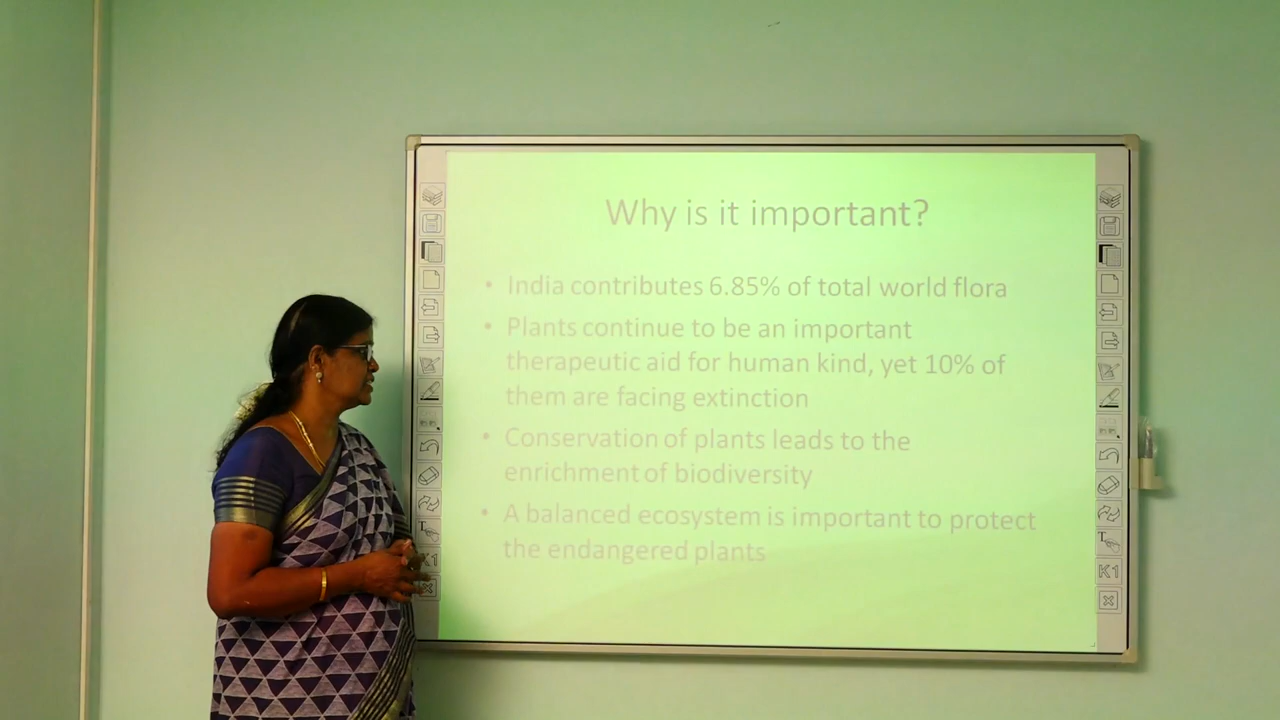 Why is it important?
• India contributes 6.85% of total world flora
• Plants continue to be an important
therapeutic aid for human kind, yet 10% of
them are facing extinction
• Conservation of plants leads to the
enrichment of biodiversity
• A balanced ecosystem is important to protect
the endangered plants
T
K1
T
K1